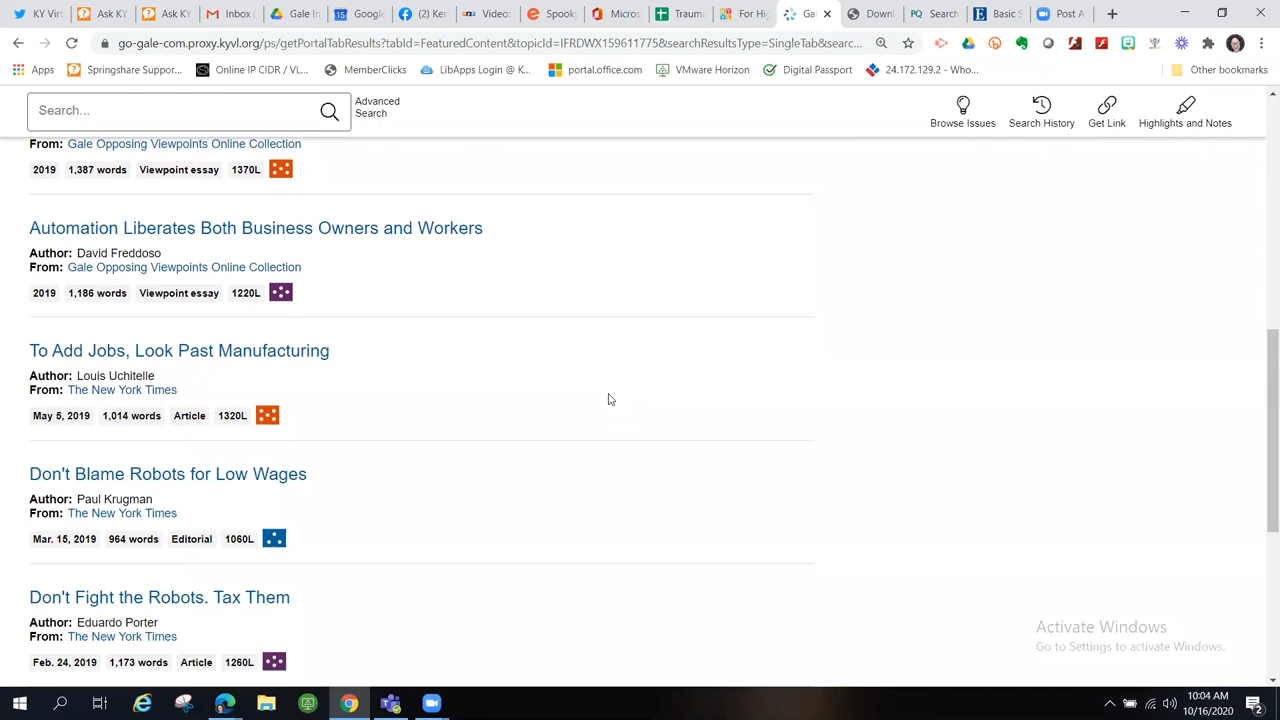 KY Virt
Ask KY
Ask KY
Inbox (
Gale In
Google
(2) Ker
Video:
Spook
Micros
Trauma
For Hig
Ga
Downl
Search
Basic S
Post A
go-gale-com.proxy.kyvl.org/ps/getPortalTabResults?tabId=FeaturedContent&topicId=IFRDWX159611775&searchResultsType=SingleTab&searc...
Apps
Springshare Suppor...
Online IP CIDR / VL...
MemberClicks
LibApps Login @ K...
portal.office.com
VMware Horizon
Digital Passport
24.172.129.2 - Who...
Other bookmarks
Search...
Advanced
Search
Browse Issues
Search History
Get Link
Highlights and Notes
From: Gale Opposing Viewpoints Online Collection
2019 1,387 words Viewpoint essay 1370L
Automation Liberates Both Business Owners and Workers
Author: David Freddoso
From: Gale Opposing Viewpoints Online Collection
2019 1,186 words Viewpoint essay 1220L
To Add Jobs, Look Past Manufacturing
Author: Louis Uchitelle
From: The New York Times
May 5, 2019 1,014 words Article 1320L
Don't Blame Robots for Low Wages
Author: Paul Krugman
From: The New York Times
Mar. 15, 2019 964 words Editorial 1060L
Don't Fight the Robots. Tax Them
Author: Eduardo Porter
From: The New York Times
Feb. 24, 2019 1,173 words Article 1260L
Activate Windows
Go to Settings to activate Windows.
10:04 AM
10/16/2020